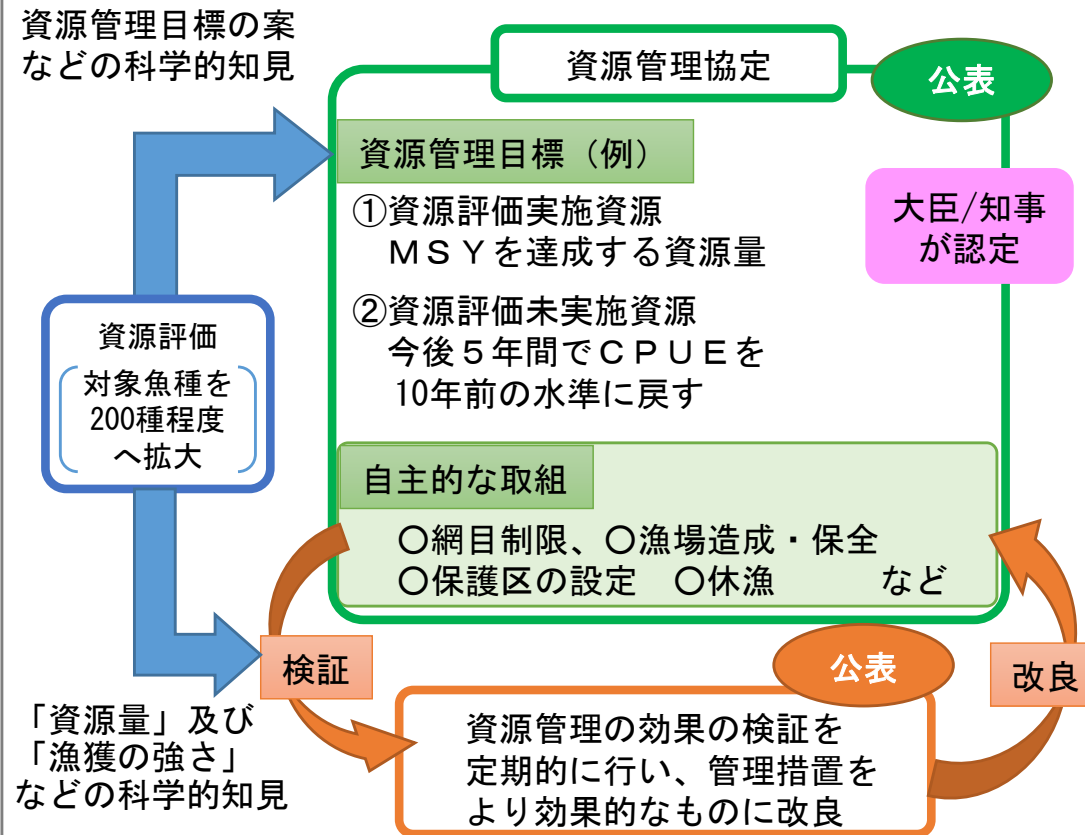 資源管理目標の案
などの科学的知見
資源管理協定
公表
資源管理目標（例）
①資源評価実施資源
ＭＳＹを達成する資源量
②資源評価未実施資源
今後５年間でＣＰＵＥを
10年前の水準に戻す
大臣/知事
が認定
資源評価
対象魚種を
200種程度
へ拡大
自主的な取組
〇網目制限、〇漁場造成・保全
〇保護区の設定　〇休漁　　　など
検証
公表
改良
「資源量」及び
「漁獲の強さ」
などの科学的知見
資源管理の効果の検証を
定期的に行い、管理措置を
より効果的なものに改良